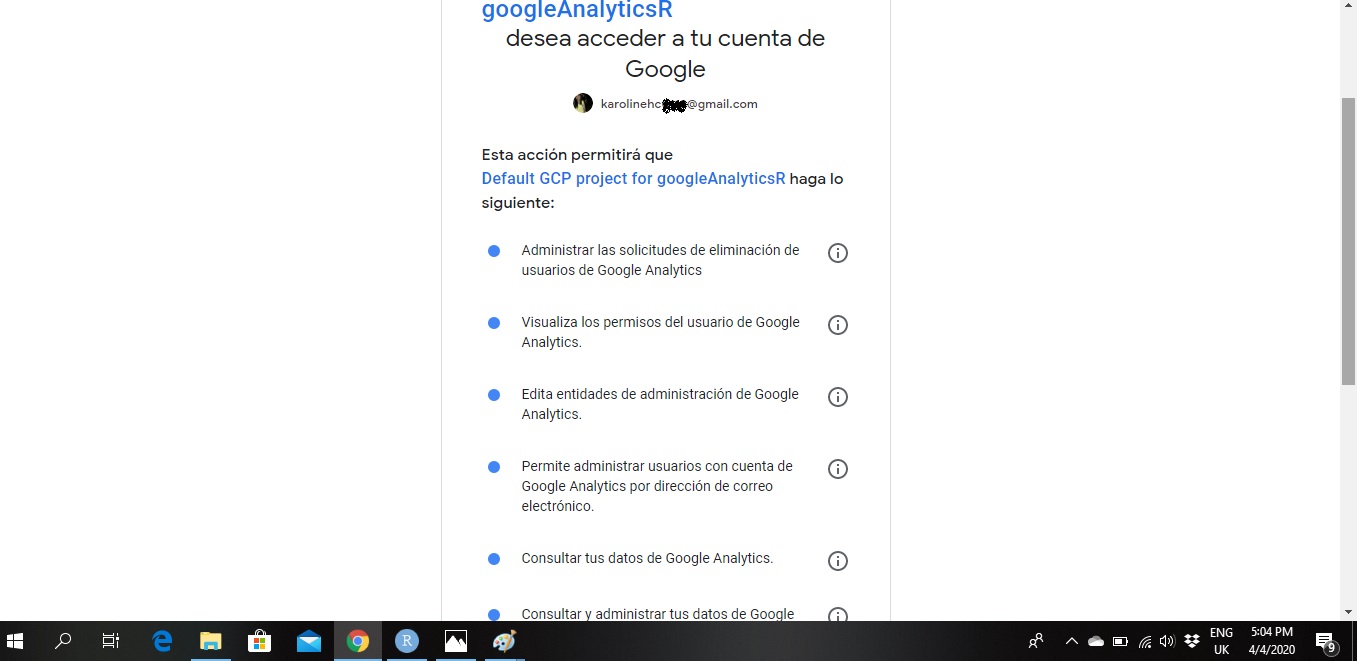 googleAnalyticsR
desea acceder a tu cuenta de
Google
@gmail.com
Esta acción permitirá que
Default GCP project for googleAnalyticsR haga lo
siguiente:
Administrar las solicitudes de eliminación de
usuarios de Google Analytics
Visualiza los permisos del usuario de Google
Analytics.
Edita entidades de administración de Google
Analytics.
Permite administrar usuarios con cuenta de
Google Analytics por dirección de correo
electrónico.
Consultar tus datos de Google Analytics.
Consultar y administrar tus datos de Google
R
ENG
UK
5:04 PM
4/4/2020
9